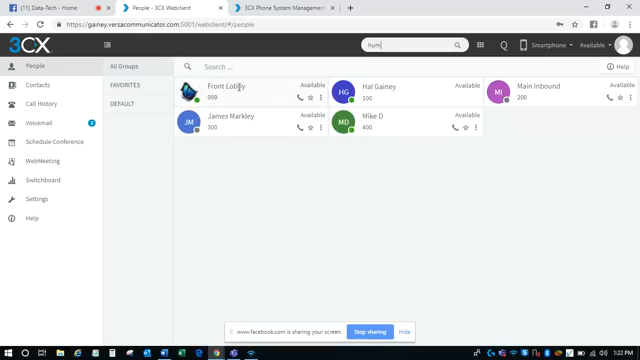 (11) Data-Tech - Home
People - 3CX Webclient
3CX Phone System Management
https://gainey.versacommunicator.com:5001/webclient/#/people
3CX
hum
Smartphone
Available
People
Contacts
Call History
Voicemail
Schedule Conference
WebMeeting
Switchboard
Settings
Help
All Groups
FAVORITES
DEFAULT
Search ...
Help
Front Lobby
Available
099
HG
Hal Gainey
Available
100
MI
Main Inbound
Available
200
JM
James Markley
Available
300
MD
Mike D
Available
400
www.facebook.com is sharing your screen.
Stop sharing
Hide
1:22 PM